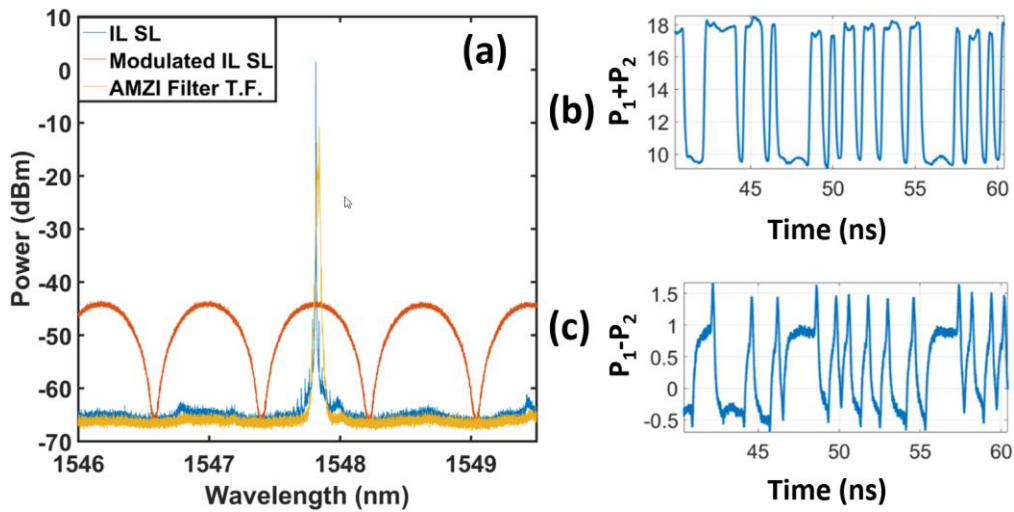 10
0
-10
-20
-30
-40
-50
-60
-70
Power (dBm)
IL SL
Modulated IL SL
AMZI Filter T.F.
(a)
1546
1547
1548
1549
Wavelength (nm)
(b)
P₁+P₂
18
16
14
12
10
45
50
55
60
Time (ns)
(c)
P₁-P₂
1.5
1
0.5
0
-0.5
45
50
55
60
Time (ns)